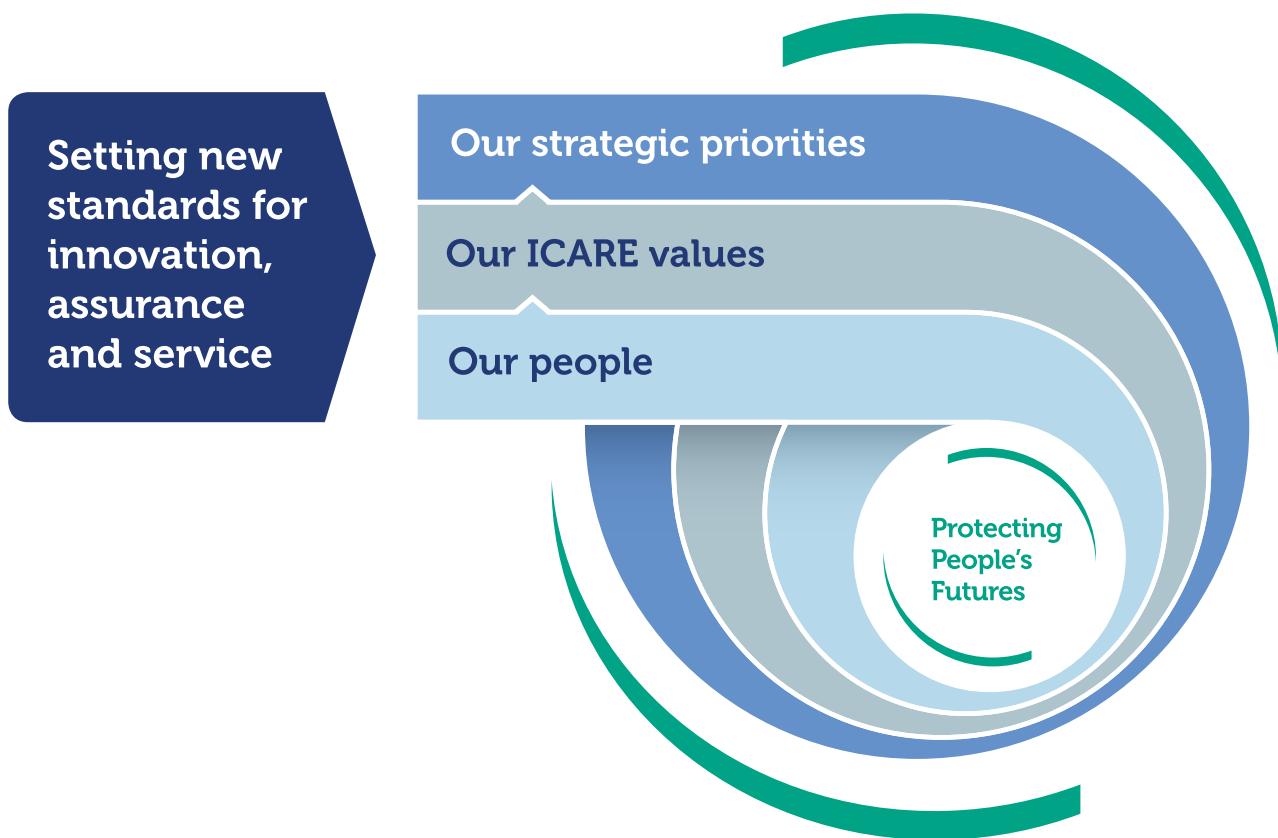 Setting new
standards for
innovation,
assurance
and service
Our strategic priorities
Our ICARE values
Our people
Protecting
People’s
Futures